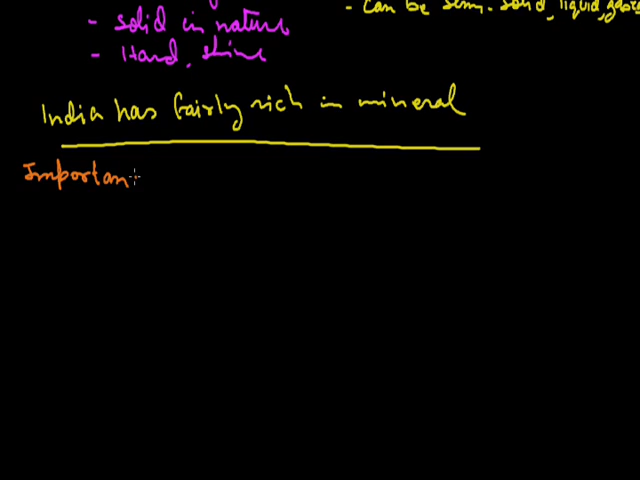 - Can be semi-solid, liquid,
- solid in nature
- Hard, shine
India has fairly rich in mineral
Importan